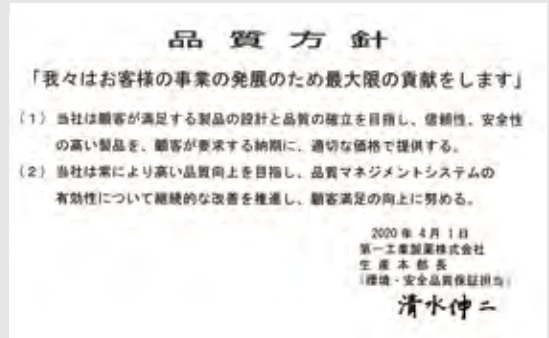 品質方針
「我々はお客様の事業の発展のため最大限の貢献をします」
（1）当社は顧客が満足する製品の設計と品質の確立を目指し、信頼性、安全性
の高い製品を、顧客が要求する納期に、適切な価格で提供する。
（2）当社は常により高い品質向上を目指し、品質マネジメントシステムの
有効性について継続的な改善を推進し、顧客満足の向上に努める。
2020年4月1日
第一工業製薬株式会社
生産本部長
（環境・安全品質保証担当）
清水伸二